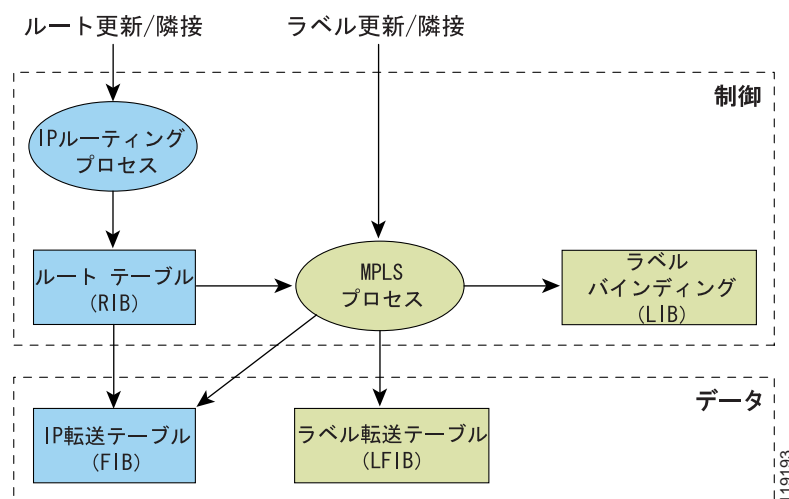 ルート更新/隣接
ラベル更新/隣接
制御
IPルーティング
プロセス
ルート テーブル
(RIB)
MPLS
プロセス
ラベル
バインディング
(LIB)
データ
IP転送テーブル
(FIB)
ラベル転送テーブル
(LFIB)
119193